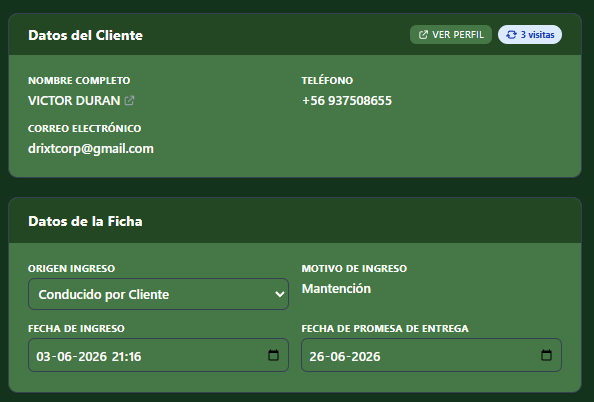 Datos del Cliente
VER PERFIL
3 visitas
NOMBRE COMPLETO
VICTOR DURAN
TELÉFONO
+56 937508655
CORREO ELECTRÓNICO
drixtcorp@gmail.com
Datos de la Ficha
ORIGEN INGRESO
Conducido por Cliente
MOTIVO DE INGRESO
Mantención
FECHA DE INGRESO
03-06-2026 21:16
FECHA DE PROMESA DE ENTREGA
26-06-2026